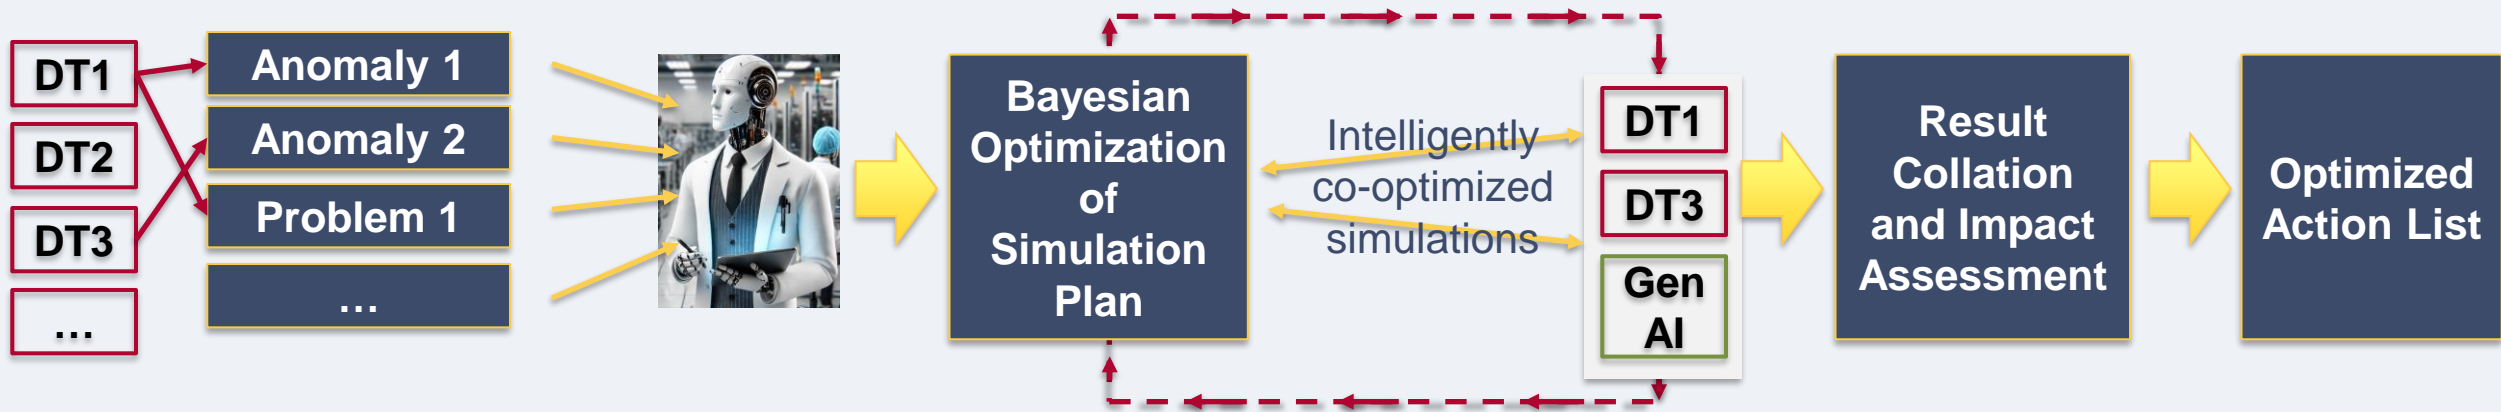 DT1
DT2
DT3
...
Anomaly 1
Anomaly 2
Problem 1
...
Bayesian
Optimization
of
Simulation
Plan
Intelligently
co-optimized
simulations
DT1
DT3
Gen
AI
Result
Collation
and Impact
Assessment
Optimized
Action List